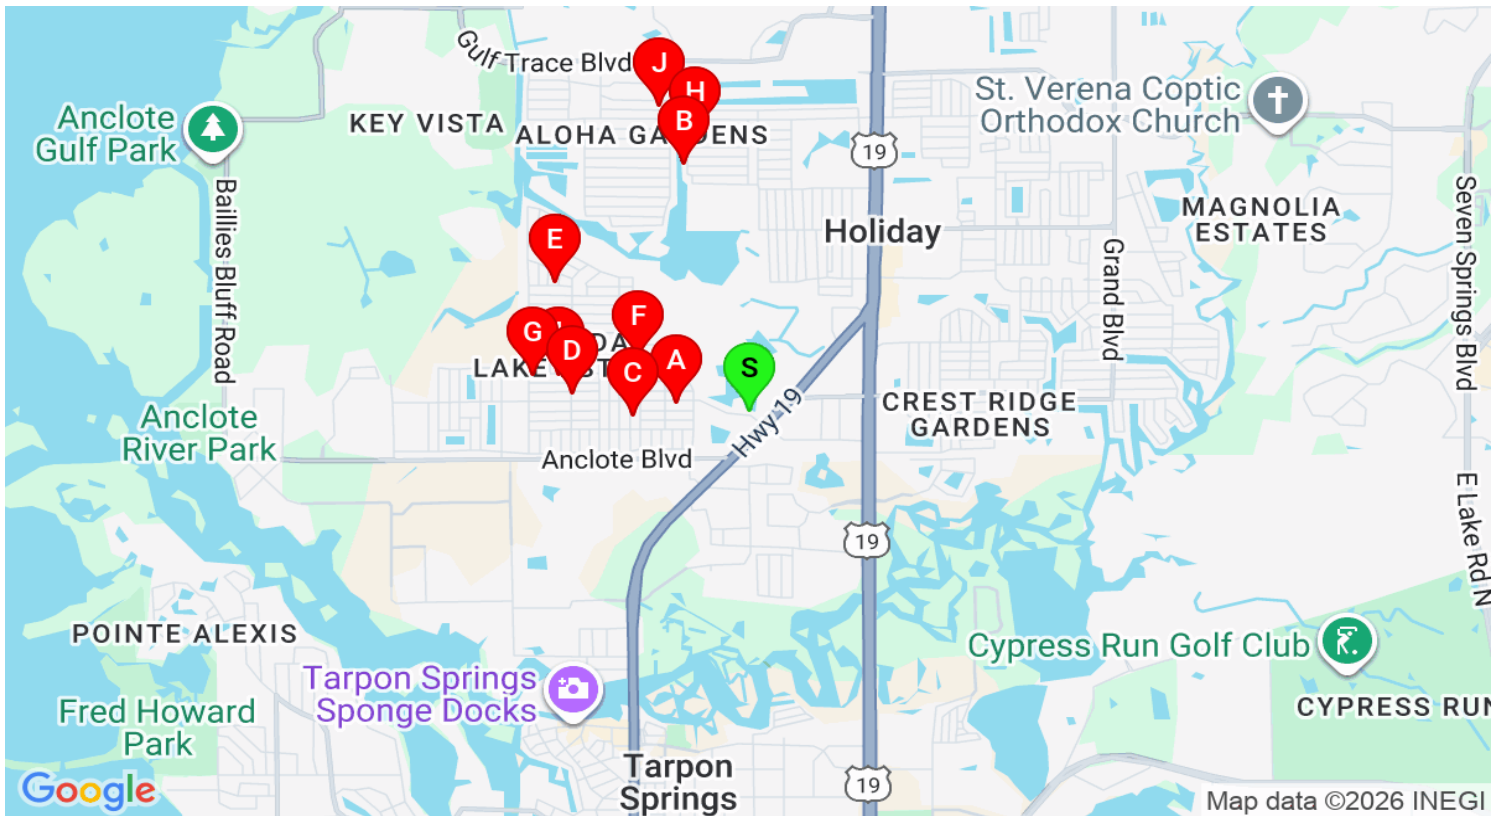 Gulf Trace Blvd
J
H
B
Anclote
Gulf Park
KEY VISTA
ALOHA GARDENS
St. Verena Coptic
Orthodox Church
19
Baillies Bluff Road
E
Holiday
MAGNOLIA
ESTATES
Seven Springs Blvd
Grand Blvd
G
F
D
C
A
S
LAKE
Hwy 19
CREST RIDGE
GARDENS
Anclote
River Park
Anclote Blvd
19
E Lake Rd N
POINTE ALEXIS
Cypress Run Golf Club
Tarpon Springs
Sponge Docks
Fred Howard
Park
CYPRESS RUN
Tarpon
Springs
19
Google
Map data ©2026 INEGI